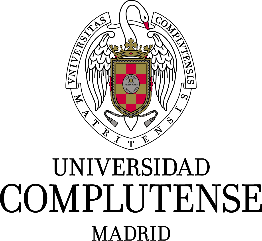 UNIVERSITAS COMPLUTENSIS
MATRITENSIS
UNIVERSIDAD
COMPLUTENSE
MADRID